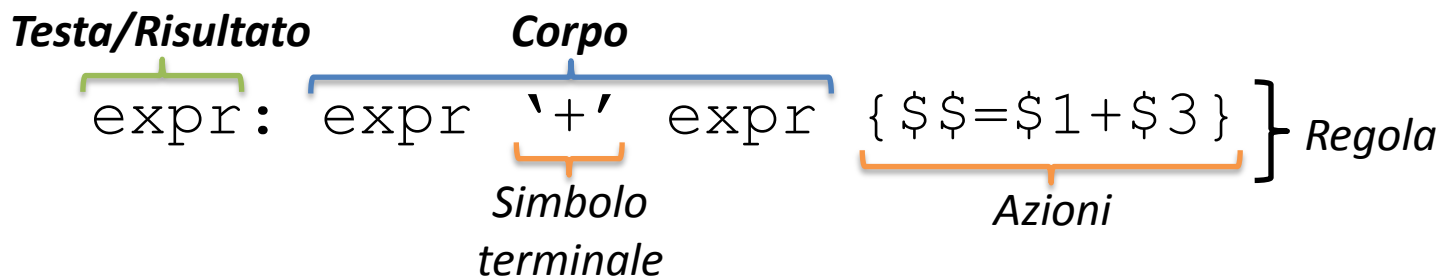 Testa/Risultato Corpo
expr: expr ‵+′ expr {$$=$1+$3} Regola
Simbolo Azioni
terminale